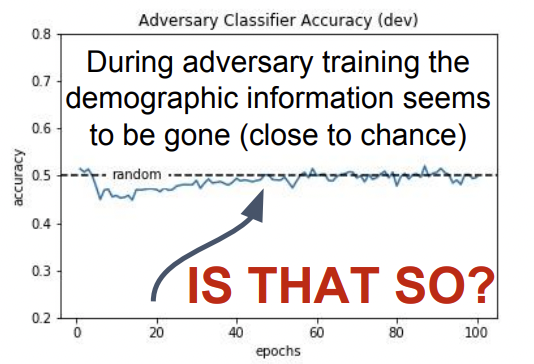 Adversary Classifier Accuracy (dev)
0.8
During adversary training the
0.7
demographic information seems
0.6
to be gone (close to chance)
0.5
random
accuracy
0.4
0.3
IS THAT SO?
0.2
0 20 40 60 80 100
epochs